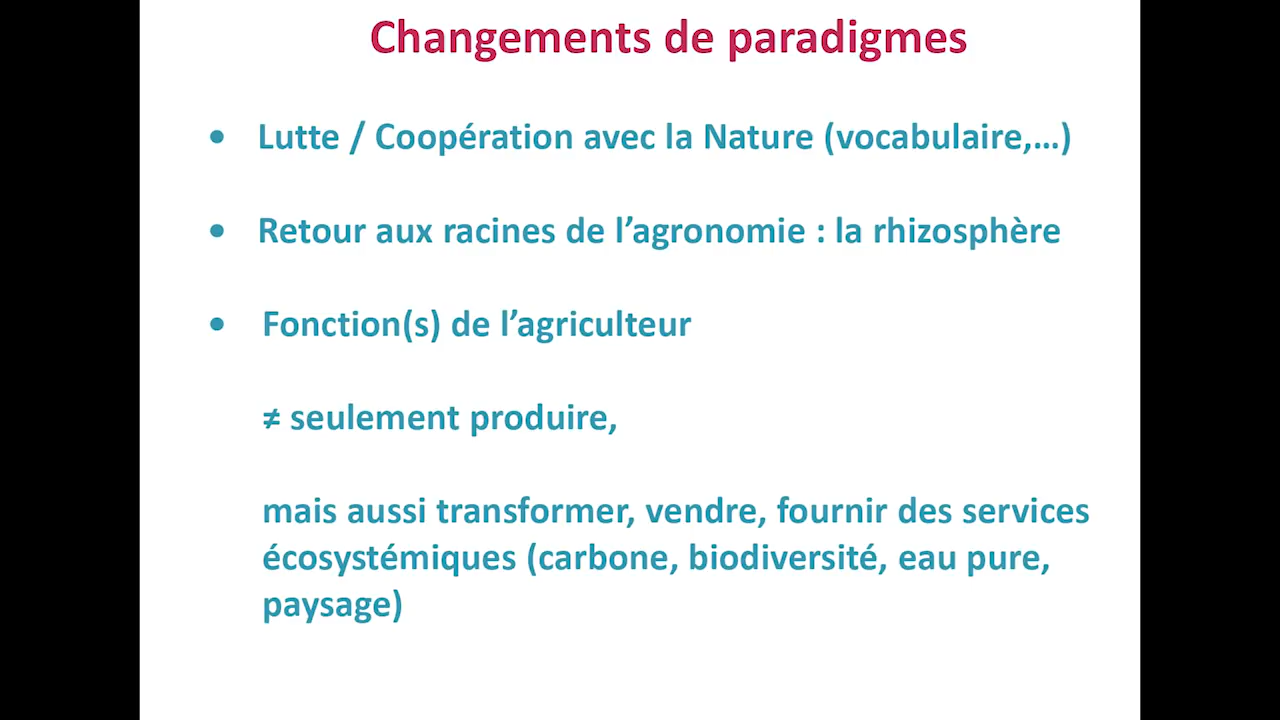 Changements de paradigmes
• Lutte / Coopération avec la Nature (vocabulaire,…)
• Retour aux racines de l’agronomie : la rhizosphère
• Fonction(s) de l’agriculteur
≠ seulement produire,
mais aussi transformer, vendre, fournir des services
écosystémiques (carbone, biodiversité, eau pure,
paysage)